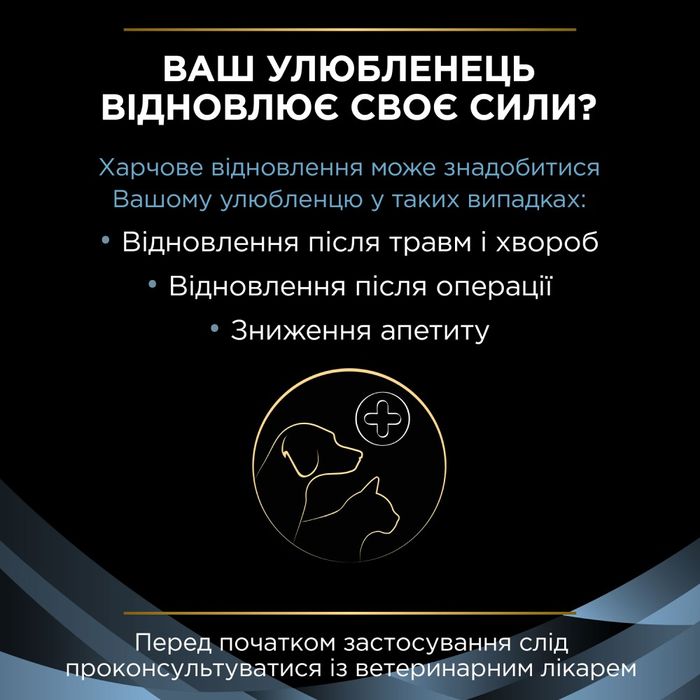 ВАШ УЛЮБЛЕНЕЦЬ
ВІДНОВЛЮЄ СВОЄ СИЛИ?
Харчове відновлення може знадобитися
Вашому улюбленцю у таких випадках:
• Відновлення після травм і хвороб
• Відновлення після операції
• Зниження апетиту
Перед початком застосування слід
проконсультуватися із ветеринарним лікарем